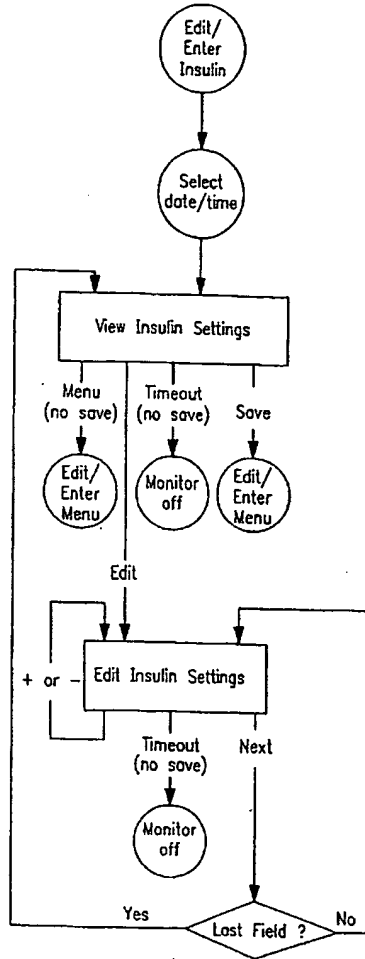 Edit/
Enter
Insulin
Select
date/time
View Insulin Settings
Menu
(no save)
Timeout
(no save)
Save
Edit/
Enter
Menu
Monitor
off
Edit/
Enter
Menu
Edit
+ or -
Edit Insulin Settings
Timeout
(no save)
Next
Monitor
off
Yes
Last Field ?
No